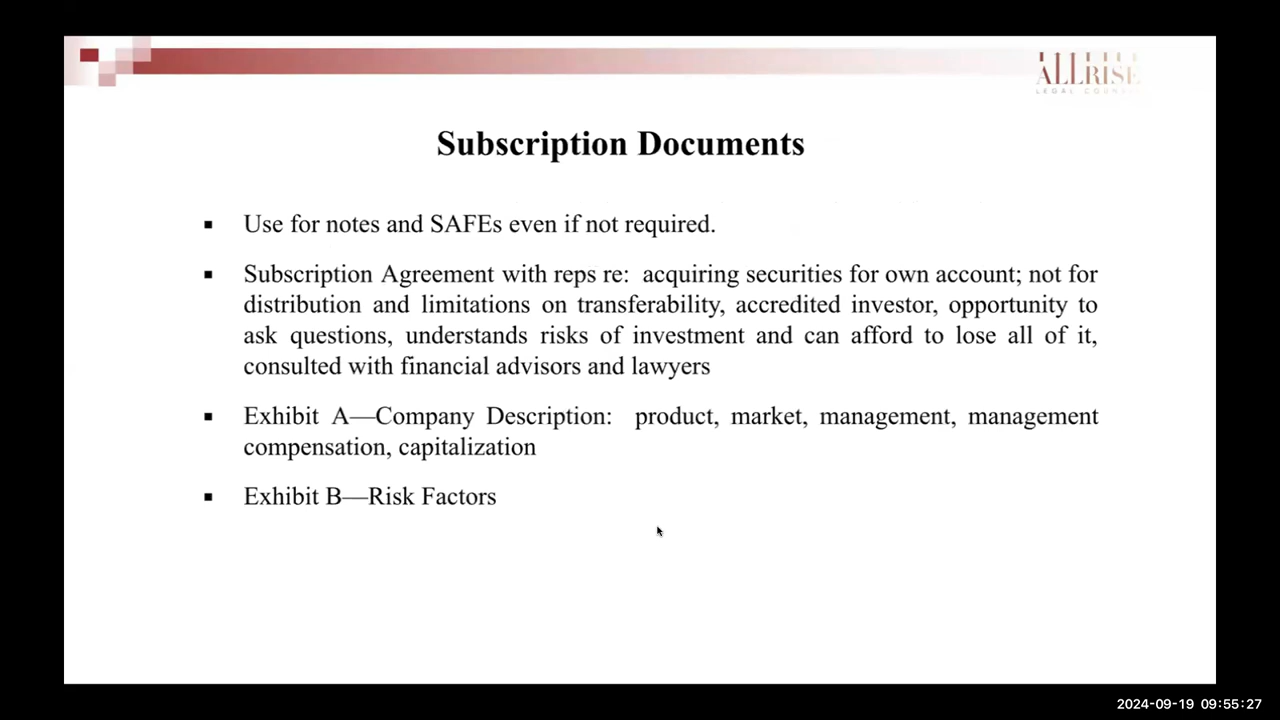 ALLRISE
LEGAL COUNSEL
Subscription Documents
▪ Use for notes and SAFEs even if not required.
▪ Subscription Agreement with reps re: acquiring securities for own account; not for
distribution and limitations on transferability, accredited investor, opportunity to
ask questions, understands risks of investment and can afford to lose all of it,
consulted with financial advisors and lawyers
▪ Exhibit A—Company Description: product, market, management, management
compensation, capitalization
▪ Exhibit B—Risk Factors
2024-09-19 09:55:27